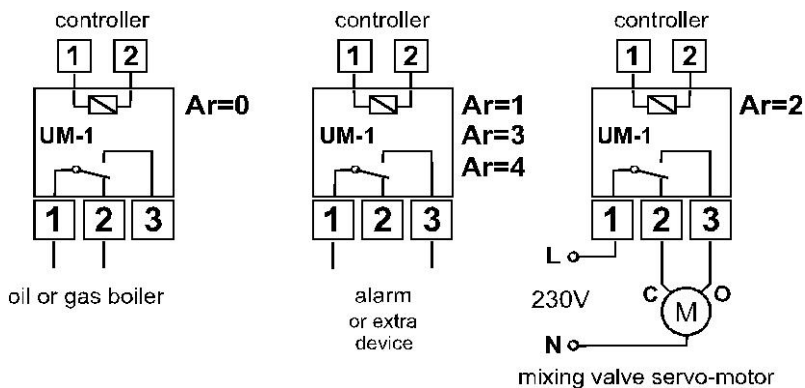 controller
1 2
Ar=0
UM-1
1 2 3
oil or gas boiler
controller
1 2
Ar=1
Ar=3
Ar=4
UM-1
1 2 3
alarm
or extra
device
controller
1 2
Ar=2
UM-1
1 2 3
L
230V
C M O
N
mixing valve servo-motor